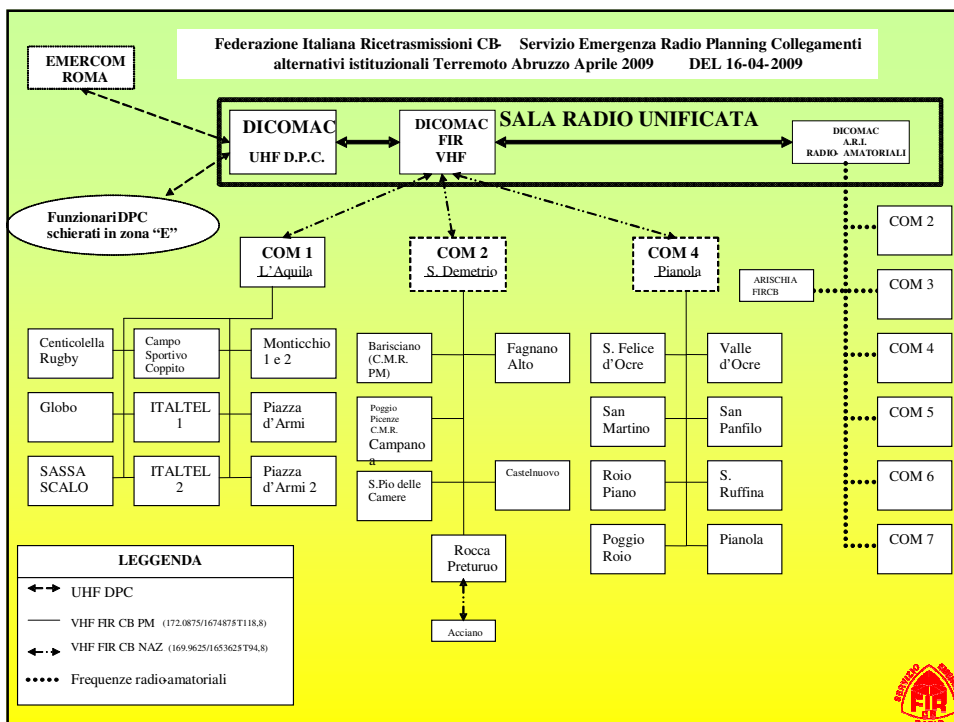 Federazione Italiana Ricetrasmissioni CB- Servizio Emergenza Radio Planning Collegamenti
alternativi istituzionali Terremoto Abruzzo Aprile 2009 DEL 16-04-2009
EMERCOM
ROMA
SALA RADIO UNIFICATA
DICOMAC
UHF D.P.C.
DICOMAC
FIR
VHF
DICOMAC
A.R.I.
RADIO- AMATORIALI
Funzionari DPC
schierati in zona “E”
COM 1
L’Aquila
COM 2
S. Demetrio
COM 4
Pianola
ARISCHIA
FIRCB
COM 2
COM 3
COM 4
COM 5
COM 6
COM 7
Centicolella
Rugby
Campo
Sportivo
Coppito
Monticchio
1 e 2
Globo
ITALTEL
1
Piazza
d’Armi
SASSA
SCALO
ITALTEL
2
Piazza
d’Armi 2
Barisciano
(C.M.R.
PM)
Fagnano
Alto
Poggio
Picenze
C.M.R.
Campano
a
S.Pio delle
Camere
Castelnuovo
Rocca
Preturuo
Acciano
S. Felice
d’Ocre
Valle
d’Ocre
San
Martino
San
Panfilo
Roio
Piano
S.
Ruffina
Poggio
Roio
Pianola
LEGGENDA
UHF DPC
VHF FIR CB PM (172.0875/1674875T118,8)
VHF FIR CB NAZ (169.9625/1653625T94,8)
Frequenze radio-amatoriali
SERVIZIO
FIR